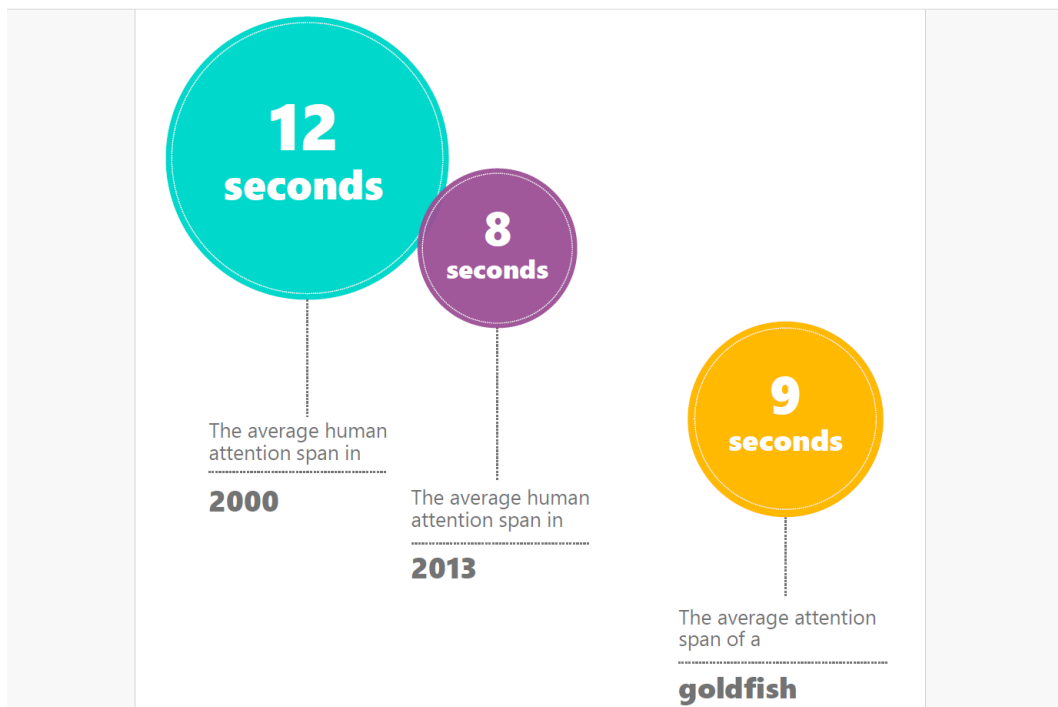 12
seconds
The average human
attention span in
2000
8
seconds
The average human
attention span in
2013
9
seconds
The average attention
span of a
goldfish